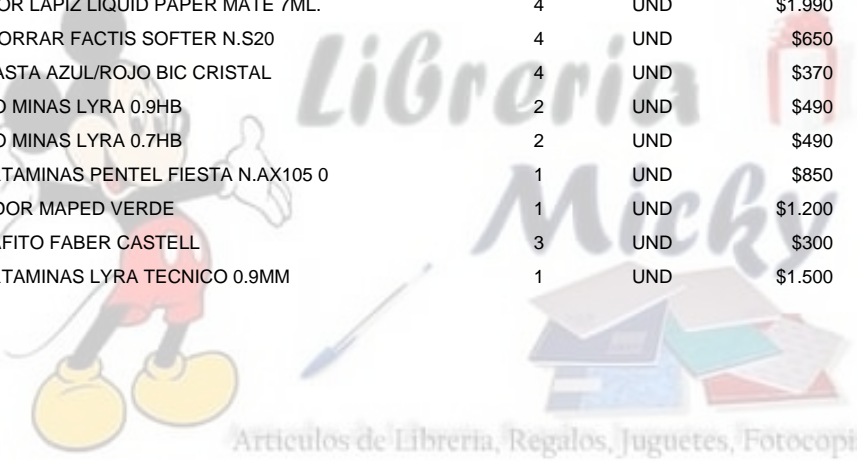 OR LAPIZ LIQUID PAPER MATE 7ML. 4 UND $1.990
ORRAR FACTIS SOFTER N.S20 4 UND $650
ASTA AZUL/ROJO BIC CRISTAL 4 UND $370
O MINAS LYRA 0.9HB 2 UND $490
O MINAS LYRA 0.7HB 2 UND $490
TAMINAS PENTEL FIESTA N.AX105 0 1 UND $850
DOR MAPED VERDE 1 UND $1.200
AFITO FABER CASTELL 3 UND $300
TAMINAS LYRA TECNICO 0.9MM 1 UND $1.500
Libreria
Micky
Articulos de Libreria, Regalos, Juguetes, Fotocopi